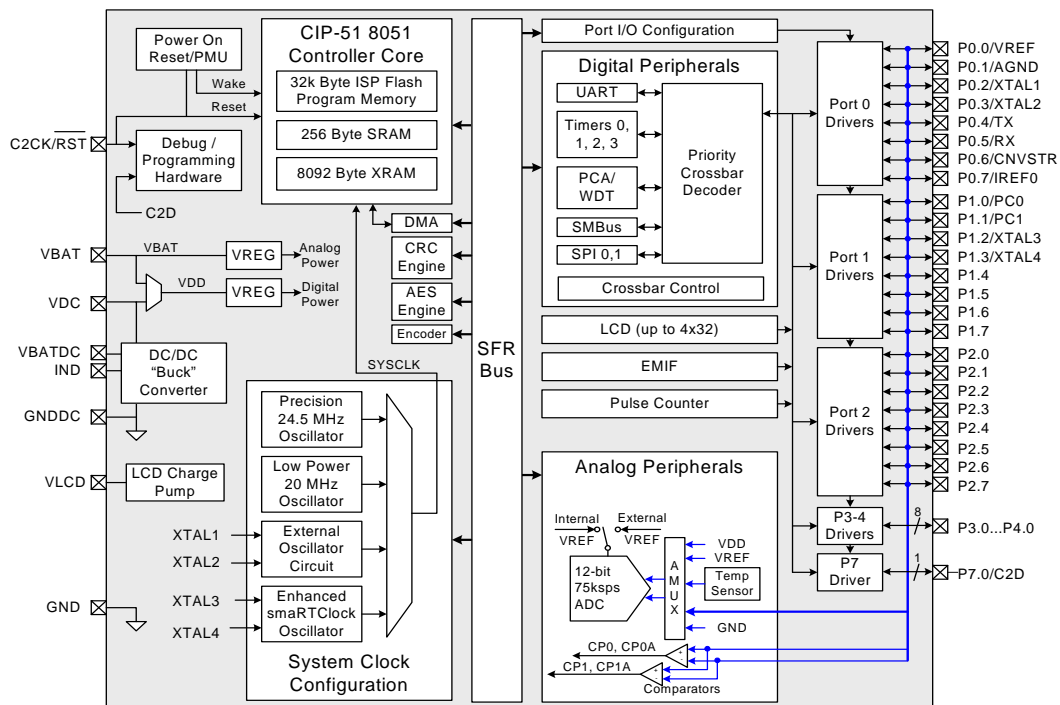 Power On
Reset/PMU
Wake
Reset
C2CK/RST
Debug /
Programming
Hardware
C2D
VBAT
VBAT
VREG
Analog
Power
VDC
VDD
VREG
Digital
Power
VBATDC
IND
DC/DC
“Buck”
Converter
GNDDC
VLCD
LCD Charge
Pump
XTAL1
XTAL2
XTAL3
XTAL4
GND
CIP-51 8051
Controller Core
32k Byte ISP Flash
Program Memory
256 Byte SRAM
8092 Byte XRAM
DMA
CRC
Engine
AES
Engine
Encoder
SYSCLK
Precision
24.5 MHz
Oscillator
Low Power
20 MHz
Oscillator
External
Oscillator
Circuit
Enhanced
smaRTClock
Oscillator
System Clock
Configuration
SFR
Bus
Port I/O Configuration
Digital Peripherals
UART
Timers 0,
1, 2, 3
PCA/
WDT
SMBus
SPI 0,1
Priority
Crossbar
Decoder
Crossbar Control
LCD (up to 4x32)
EMIF
Pulse Counter
Analog Peripherals
Internal
VREF
External
VREF
12-bit
75ksps
ADC
A
M
U
X
VDD
VREF
Temp
Sensor
GND
CP0, CP0A
+
-
CP1, CP1A
+
-
Comparators
Port 0
Drivers
Port 1
Drivers
Port 2
Drivers
P3-4
Drivers
P7
Driver
8
1
P0.0/VREF
P0.1/AGND
P0.2/XTAL1
P0.3/XTAL2
P0.4/TX
P0.5/RX
P0.6/CNVSTR
P0.7/IREF0
P1.0/PC0
P1.1/PC1
P1.2/XTAL3
P1.3/XTAL4
P1.4
P1.5
P1.6
P1.7
P2.0
P2.1
P2.2
P2.3
P2.4
P2.5
P2.6
P2.7
P3.0...P4.0
P7.0/C2D